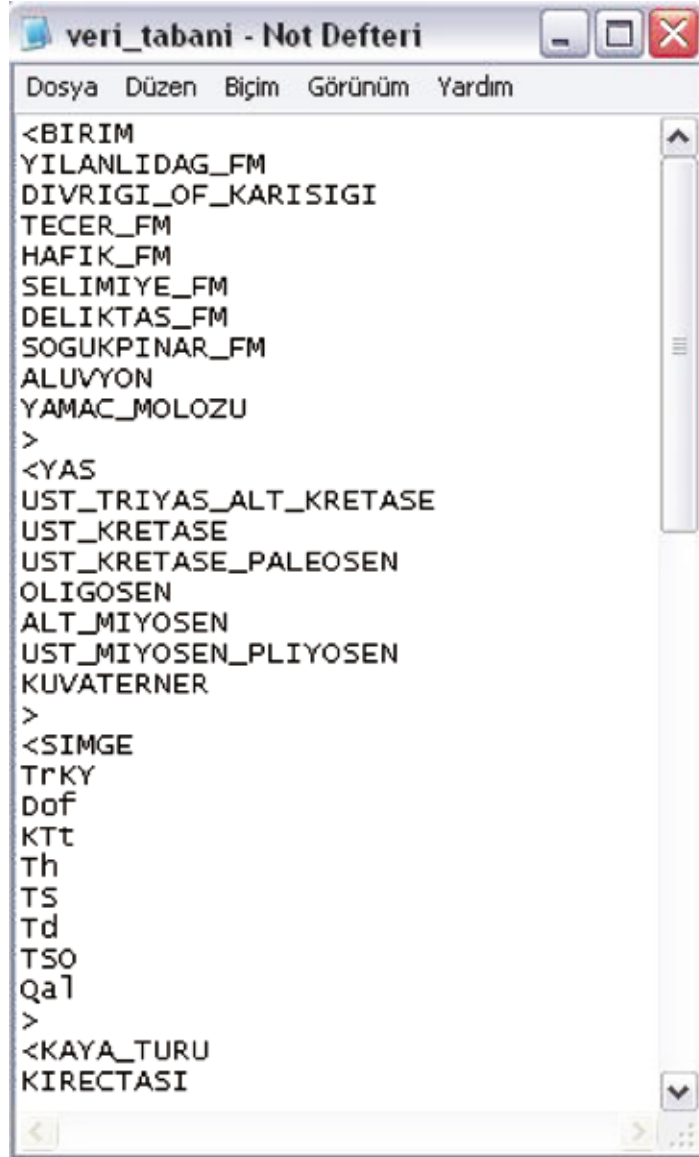 veri_tabani - Not Defteri
Dosya Düzen Biçim Görünüm Yardım
<BIRIM
YILANLIDAG_FM
DIVRIGI_OF_KARISIGI
TECER_FM
HAFIK_FM
SELIMIYE_FM
DELIKTAS_FM
SOGUKPINAR_FM
ALUVYON
YAMAC_MOLOZU
>
<YAS
UST_TRIYAS_ALT_KRETASE
UST_KRETASE
UST_KRETASE_PALEOSEN
OLIGOSEN
ALT_MIYOSEN
UST_MIYOSEN_PLIYOSEN
KUVATERNER
>
<SIMGE
TrKY
Dof
KTt
Th
TS
Td
TSO
Qal
>
<KAYA_TURU
KIRECTASI